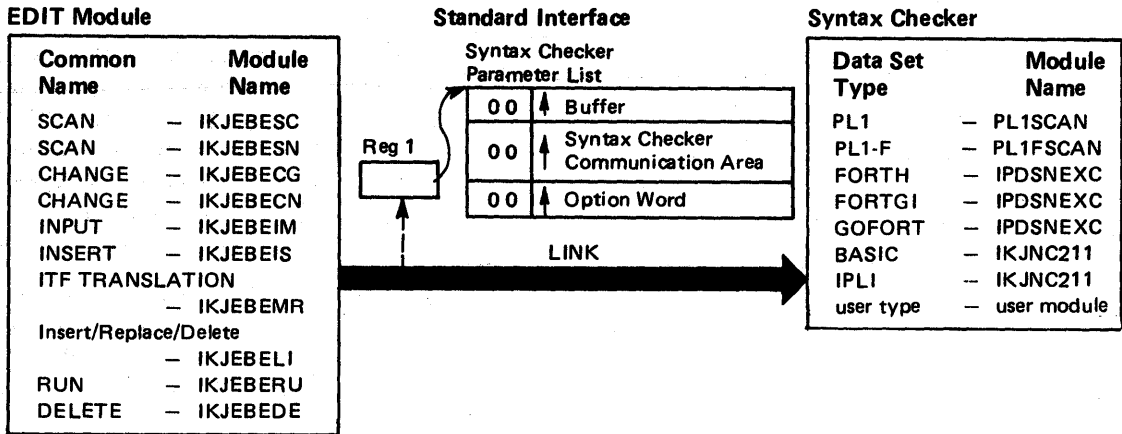 EDIT Module
Common Module
Name Name
SCAN – IKJEBESC
SCAN – IKJEBESN
CHANGE – IKJEBECG
CHANGE – IKJEBECN
INPUT – IKJEBEIM
INSERT – IKJEBEIS
ITF TRANSLATION
– IKJEBEMR
Insert/Replace/Delete
– IKJEBELI
RUN – IKJEBERU
DELETE – IKJEBEDE
Standard Interface
Syntax Checker
Parameter List
00 Buffer
00 Syntax Checker
Communication Area
00 Option Word
Reg 1
LINK
Syntax Checker
Data Set Module
Type Name
PL1 – PL1SCAN
PL1-F – PL1FSCAN
FORTH – IPDSNEXC
FORTGI – IPDSNEXC
GOFORT – IPDSNEXC
BASIC – IKJNC211
IPLI – IKJNC211
user type – user module